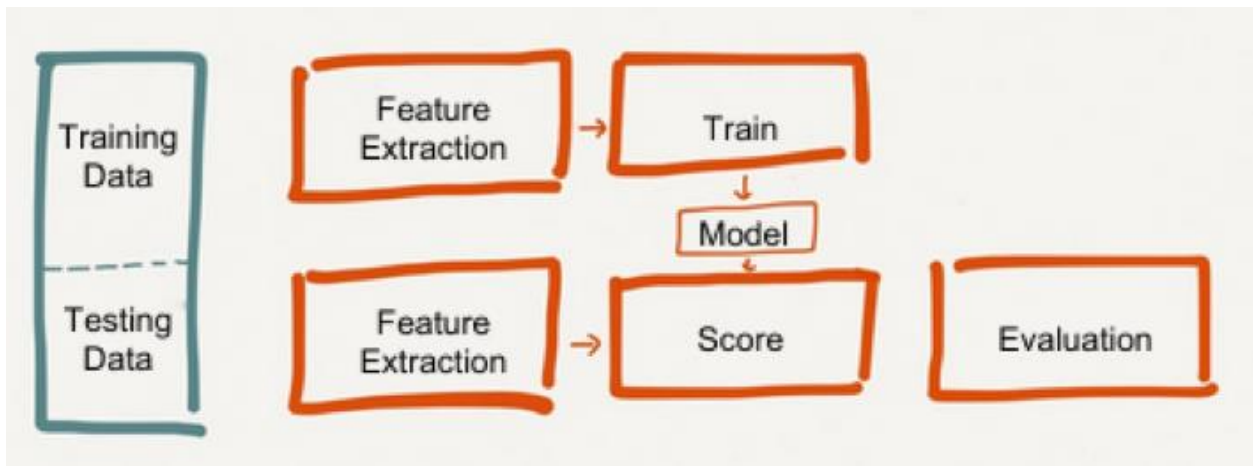 Training
Data
Feature
Extraction
Train
Model
Testing
Data
Feature
Extraction
Score
Evaluation